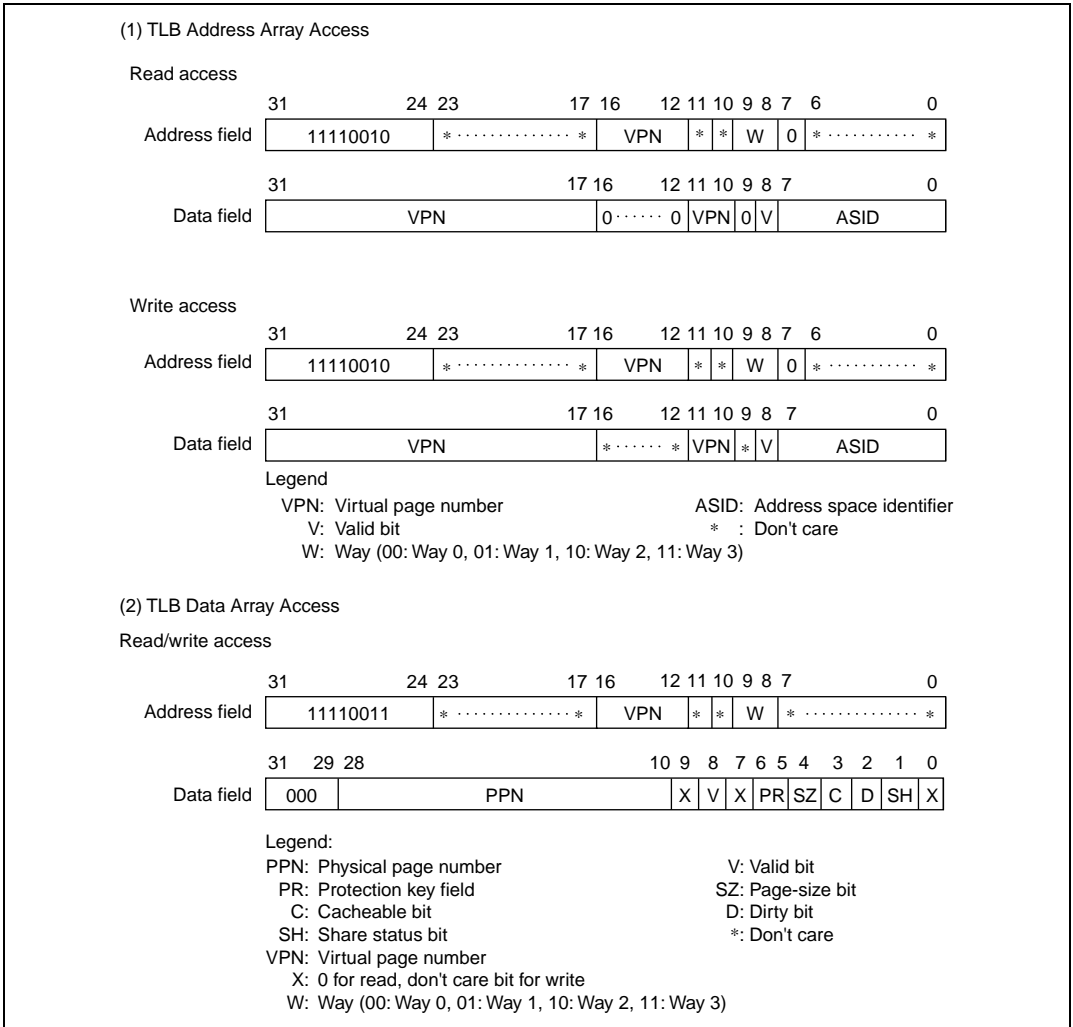 (1) TLB Address Array Access
Read access
31 24 23 17 16 12 11 10 9 8 7 6 0
Address field 11110010 * ·············· * VPN * * W 0 * ··········· *
31 17 16 12 11 10 9 8 7 0
Data field VPN 0 ······ 0 VPN 0 V ASID
Write access
31 24 23 17 16 12 11 10 9 8 7 6 0
Address field 11110010 * ·············· * VPN * * W 0 * ··········· *
31 17 16 12 11 10 9 8 7 0
Data field VPN * ······ * VPN * V ASID
Legend
VPN: Virtual page number ASID: Address space identifier
V: Valid bit * : Don't care
W: Way (00: Way 0, 01: Way 1, 10: Way 2, 11: Way 3)
(2) TLB Data Array Access
Read/write access
31 24 23 17 16 12 11 10 9 8 7 0
Address field 11110011 * ·············· * VPN * * W * ·············· *
31 29 28 10 9 8 7 6 5 4 3 2 1 0
Data field 000 PPN X V X PR SZ C D SH X
Legend:
PPN: Physical page number V: Valid bit
PR: Protection key field SZ: Page-size bit
C: Cacheable bit D: Dirty bit
SH: Share status bit *: Don't care
VPN: Virtual page number
X: 0 for read, don't care bit for write
W: Way (00: Way 0, 01: Way 1, 10: Way 2, 11: Way 3)